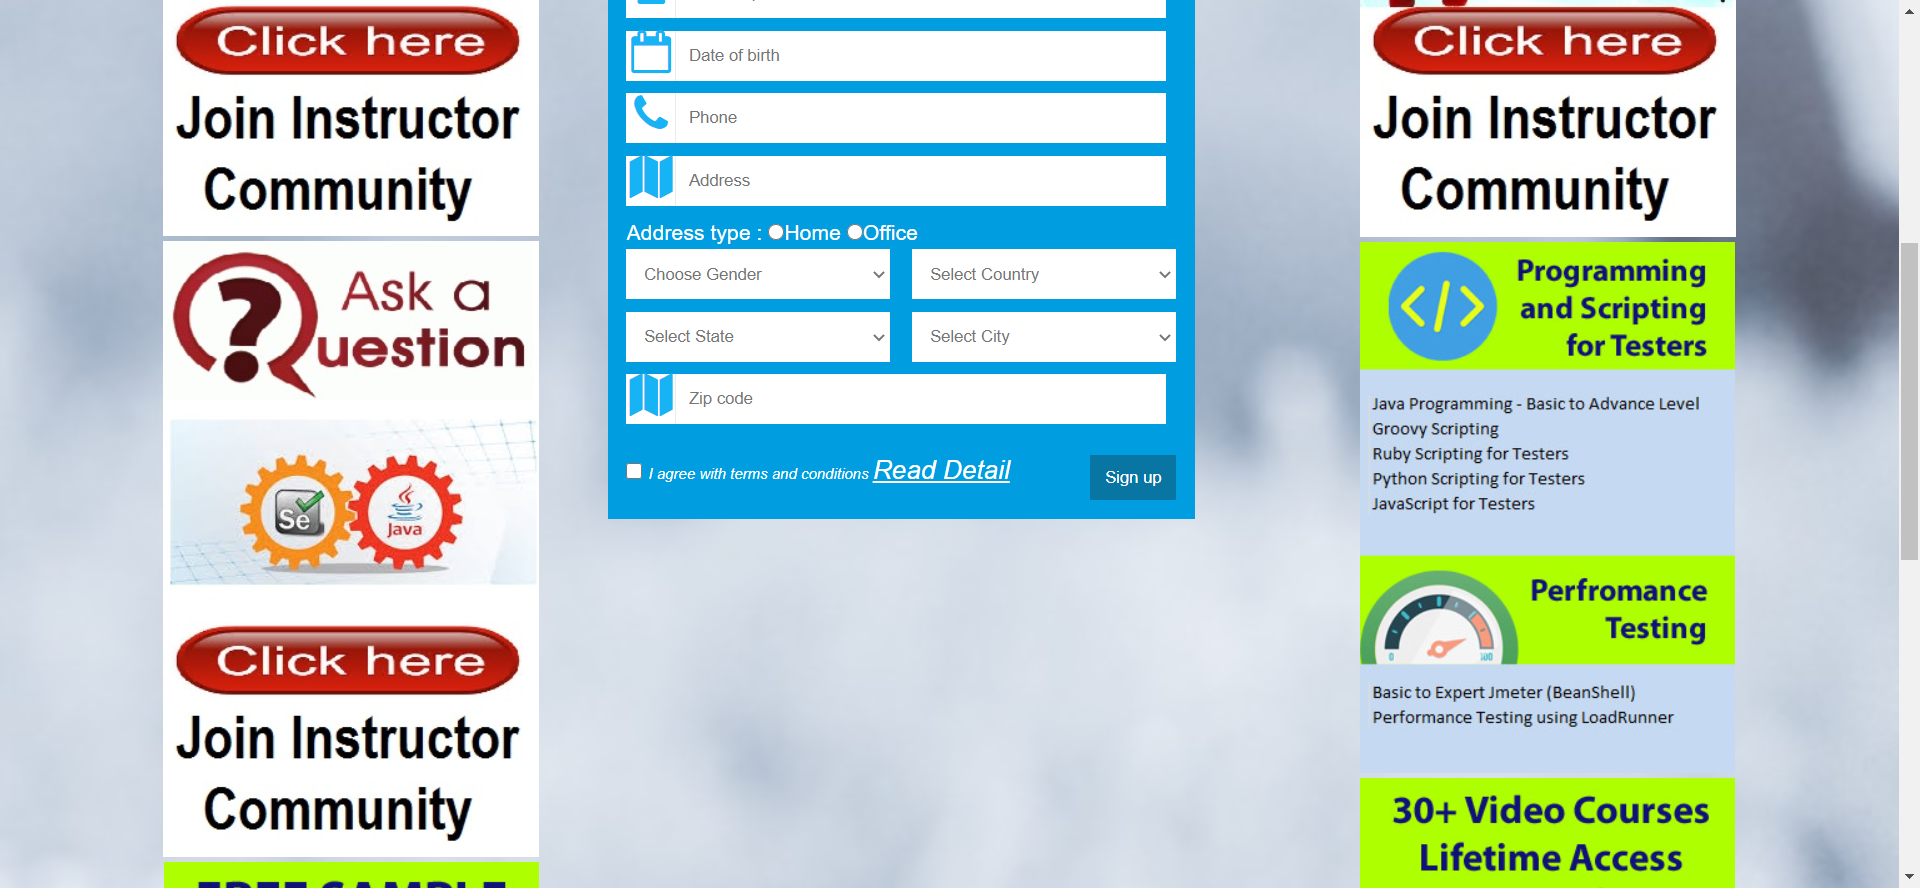 Click here
Join Instructor
Community
Ask a
Question
Se
Java
Click here
Join Instructor
Community
Date of birth
Phone
Address
Address type : Home Office
Choose Gender
Select Country
Select State
Select City
Zip code
I agree with terms and conditions Read Detail
Sign up
Click here
Join Instructor
Community
Programming
and Scripting
for Testers
Java Programming - Basic to Advance Level
Groovy Scripting
Ruby Scripting for Testers
Python Scripting for Testers
JavaScript for Testers
Perfromance
Testing
0 100
Basic to Expert Jmeter (BeanShell)
Performance Testing using LoadRunner
30+ Video Courses
Lifetime Access